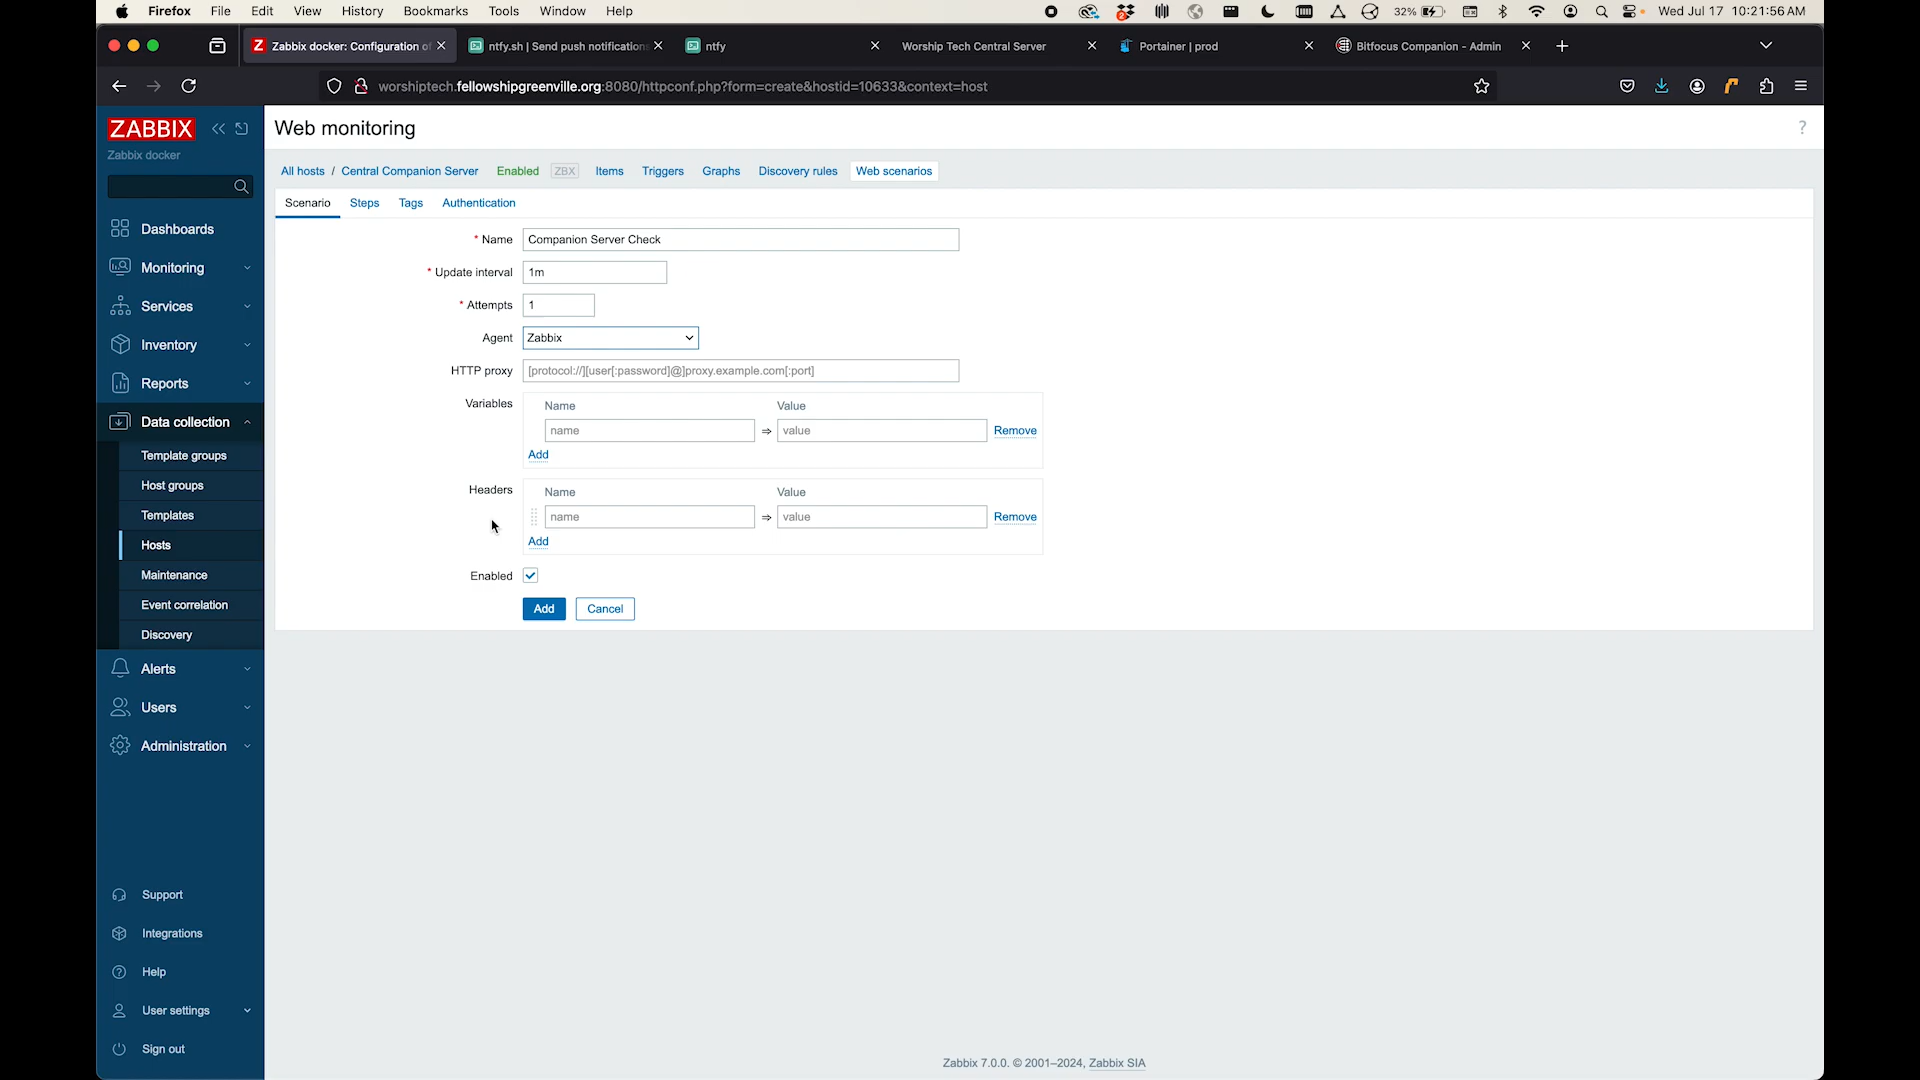 Firefox File Edit View History Bookmarks Tools Window Help 32% Wed Jul 17 10:21:56 AM
Zabbix docker: Configuration of ntfy.sh | Send push notifications ntfy Worship Tech Central Server Portainer | prod Bitfocus Companion - Admin
worshiptech.fellowshipgreenville.org:8080/httpconf.php?form=create&hostid=10633&context=host
ZABBIX
Zabbix docker
Dashboards
Monitoring
Services
Inventory
Reports
Data collection
Template groups
Host groups
Templates
Hosts
Maintenance
Event correlation
Discovery
Alerts
Users
Administration
Support
Integrations
Help
User settings
Sign out
Web monitoring ?
All hosts / Central Companion Server Enabled ZBX Items Triggers Graphs Discovery rules Web scenarios
Scenario Steps Tags Authentication
* Name Companion Server Check
* Update interval 1m
* Attempts 1
Agent Zabbix
HTTP proxy [protocol://][user[:password]@]proxy.example.com[:port]
Variables Name Value
name ⇒ value Remove
Add
Headers Name Value
name ⇒ value Remove
Add
Enabled
Add Cancel
Zabbix 7.0.0. © 2001–2024, Zabbix SIA